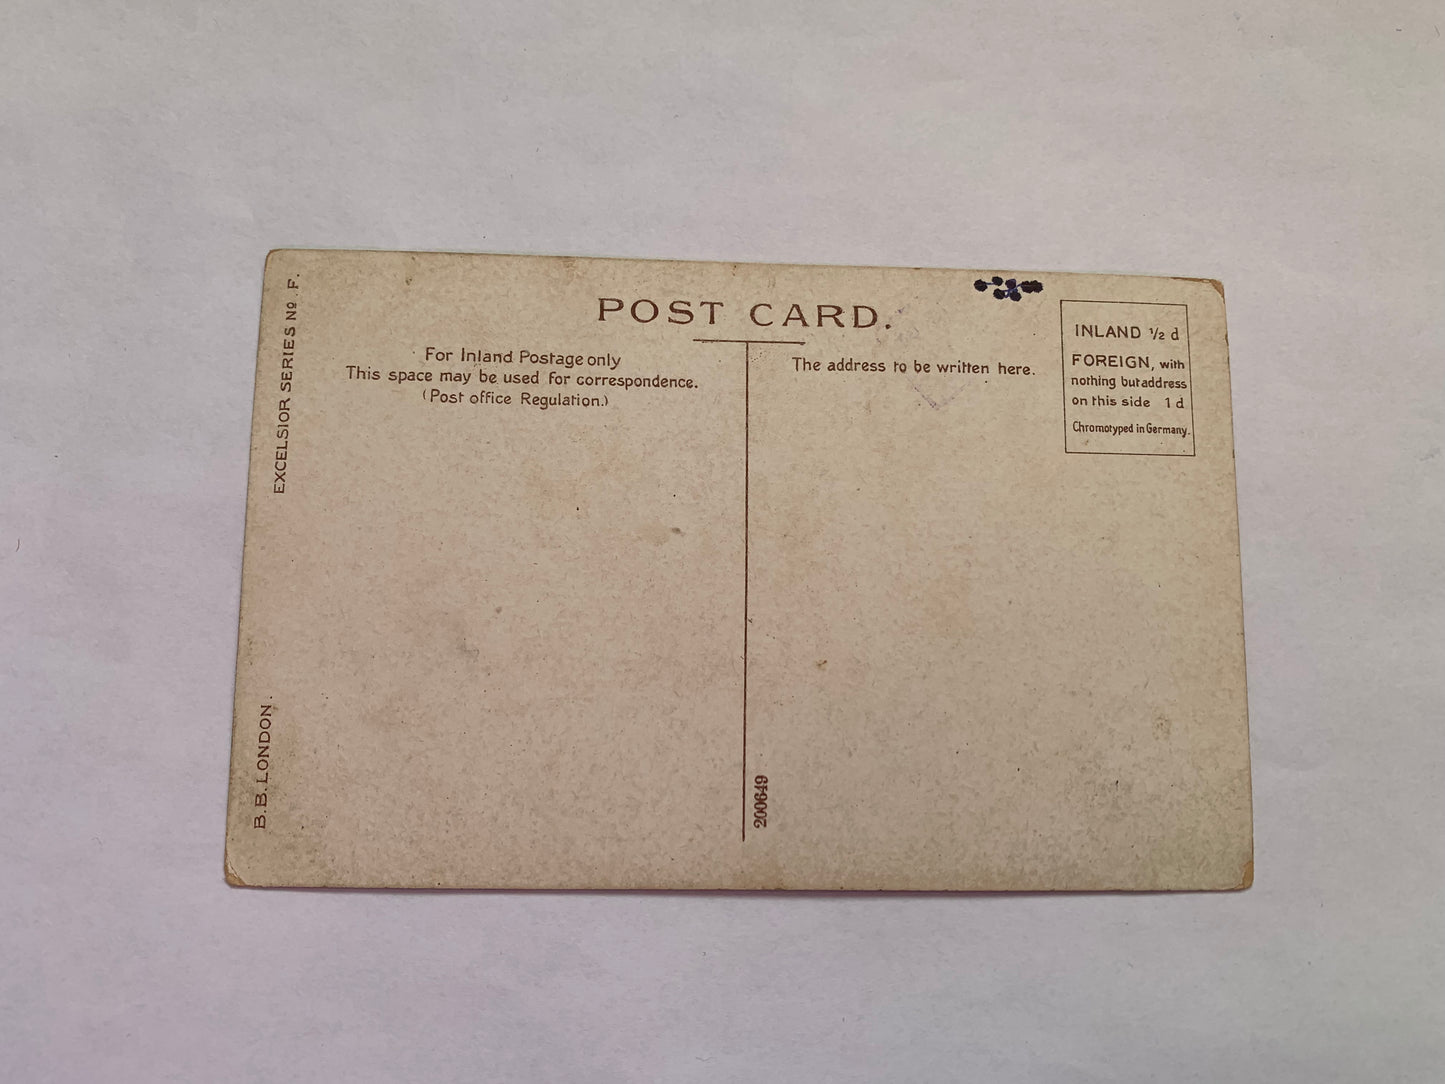 POST CARD.
For Inland Postage only
This space may be used for correspondence.
(Post office Regulation.)
The address to be written here.
INLAND ½ d
FOREIGN, with
nothing but address
on this side 1 d
Chromotyped in Germany.
EXCELSIOR SERIES No. F.
B.B. LONDON.
200649